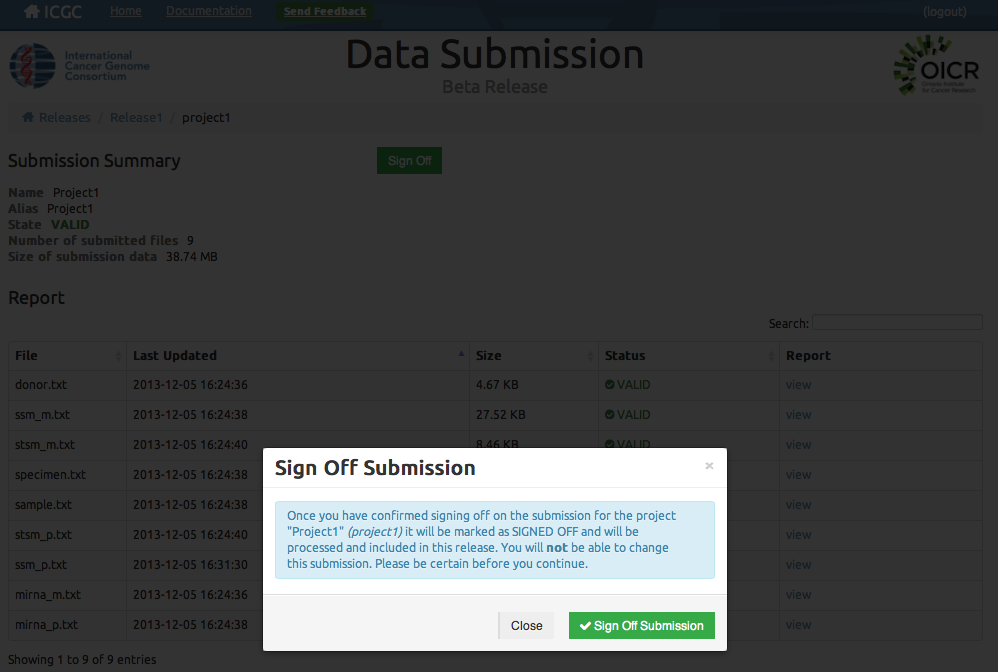 ICGC Home Documentation Send Feedback (logout)
International
Cancer Genome
Consortium
Data Submission
Beta Release
OICR
Ontario Institute
for Cancer Research
Releases / Release1 / project1
Submission Summary
Sign Off
Name Project1
Alias Project1
State VALID
Number of submitted files 9
Size of submission data 38.74 MB
Report
Search:
File Last Updated Size Status Report
donor.txt 2013-12-05 16:24:36 4.67 KB VALID view
ssm_m.txt 2013-12-05 16:24:38 27.52 KB VALID view
stsm_m.txt 2013-12-05 16:24:40 8.46 KB VALID view
specimen.txt 2013-12-05 16:24:38 view
sample.txt 2013-12-05 16:24:38 view
stsm_p.txt 2013-12-05 16:24:40 view
ssm_p.txt 2013-12-05 16:31:30 view
mirna_m.txt 2013-12-05 16:24:36 view
mirna_p.txt 2013-12-05 16:24:38 view
Showing 1 to 9 of 9 entries
Sign Off Submission ×
Once you have confirmed signing off on the submission for the project
"Project1" (project1) it will be marked as SIGNED OFF and will be
processed and included in this release. You will not be able to change
this submission. Please be certain before you continue.
Close Sign Off Submission